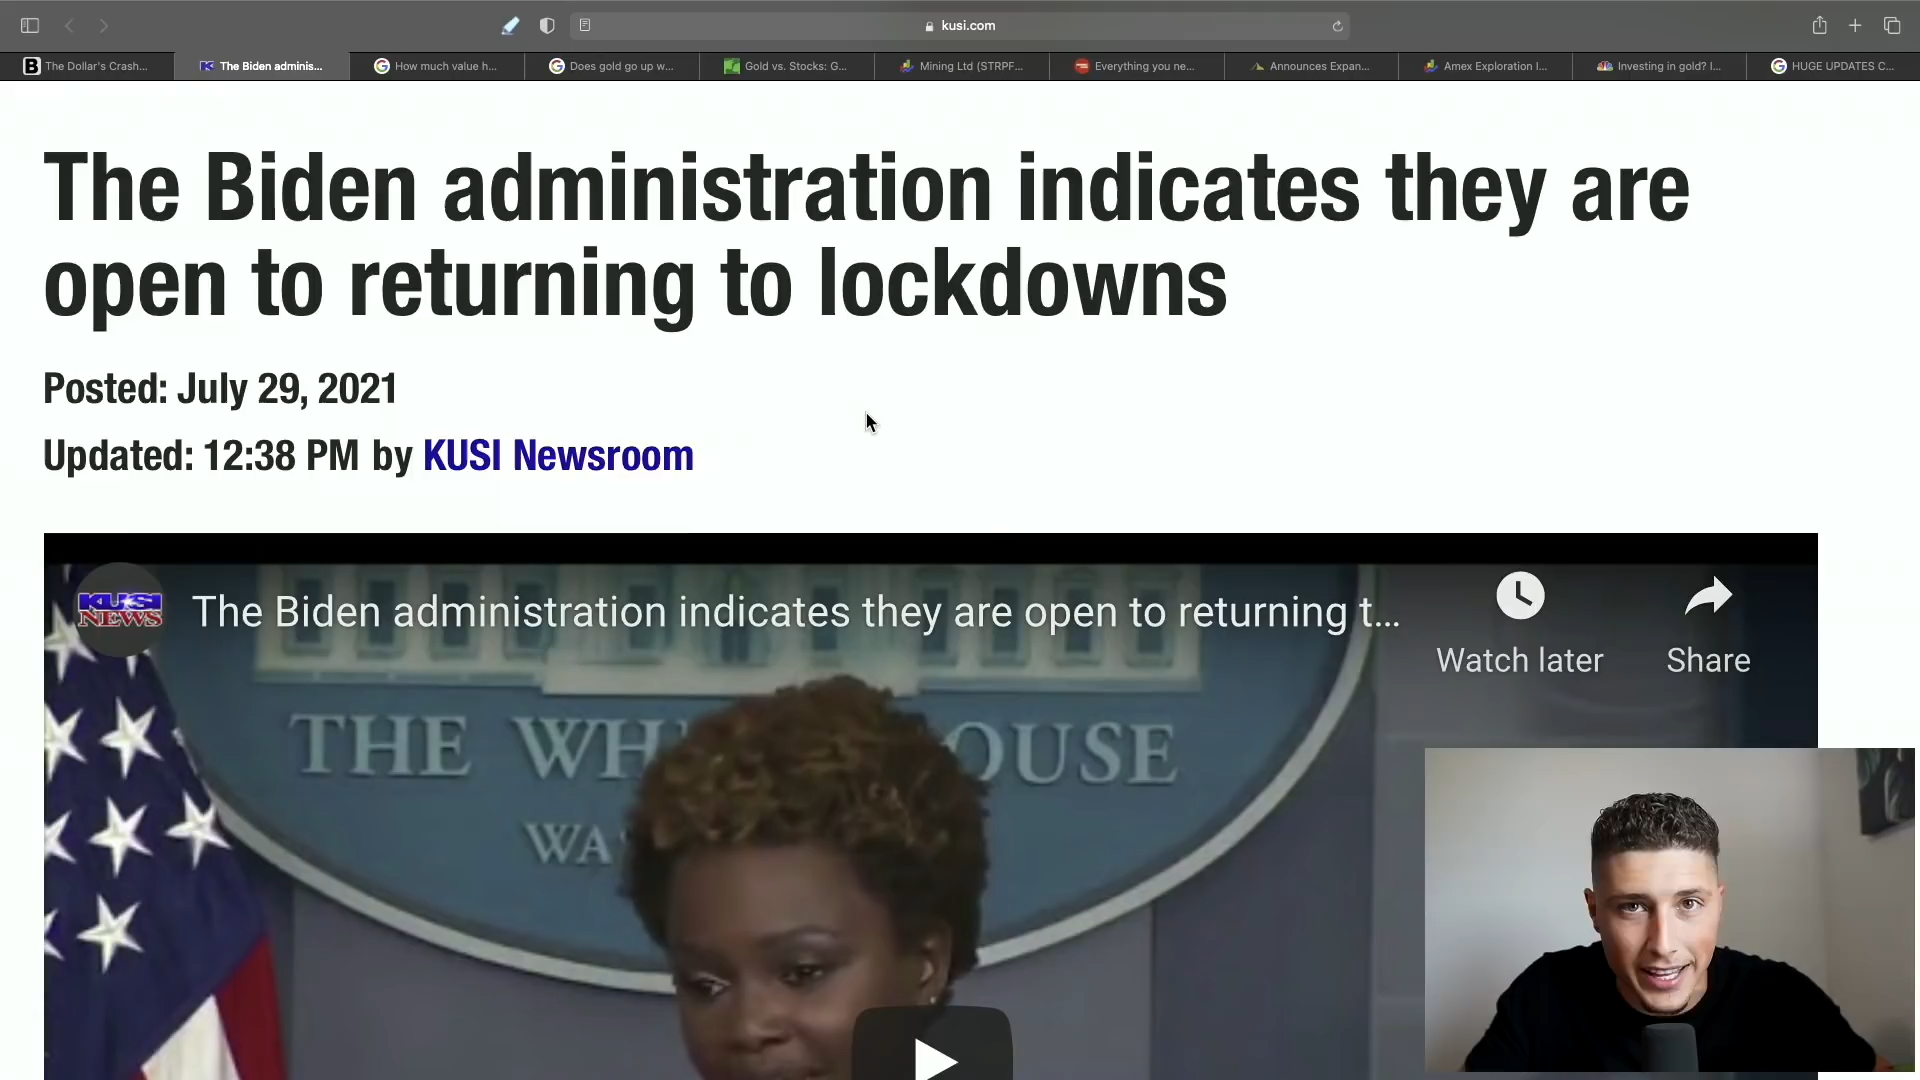 kusi.com
The Dollar's Crash...
The Biden adminis...
How much value h...
Does gold go up w...
Gold vs. Stocks: G...
Mining Ltd (STRPF...
Everything you ne...
Announces Expan...
Amex Exploration I...
Investing in gold? I...
HUGE UPDATES C...
The Biden administration indicates they are
open to returning to lockdowns
Posted: July 29, 2021
Updated: 12:38 PM by KUSI Newsroom
KUSI
NEWS
The Biden administration indicates they are open to returning t...
Watch later
Share
THE WH OUSE
WA